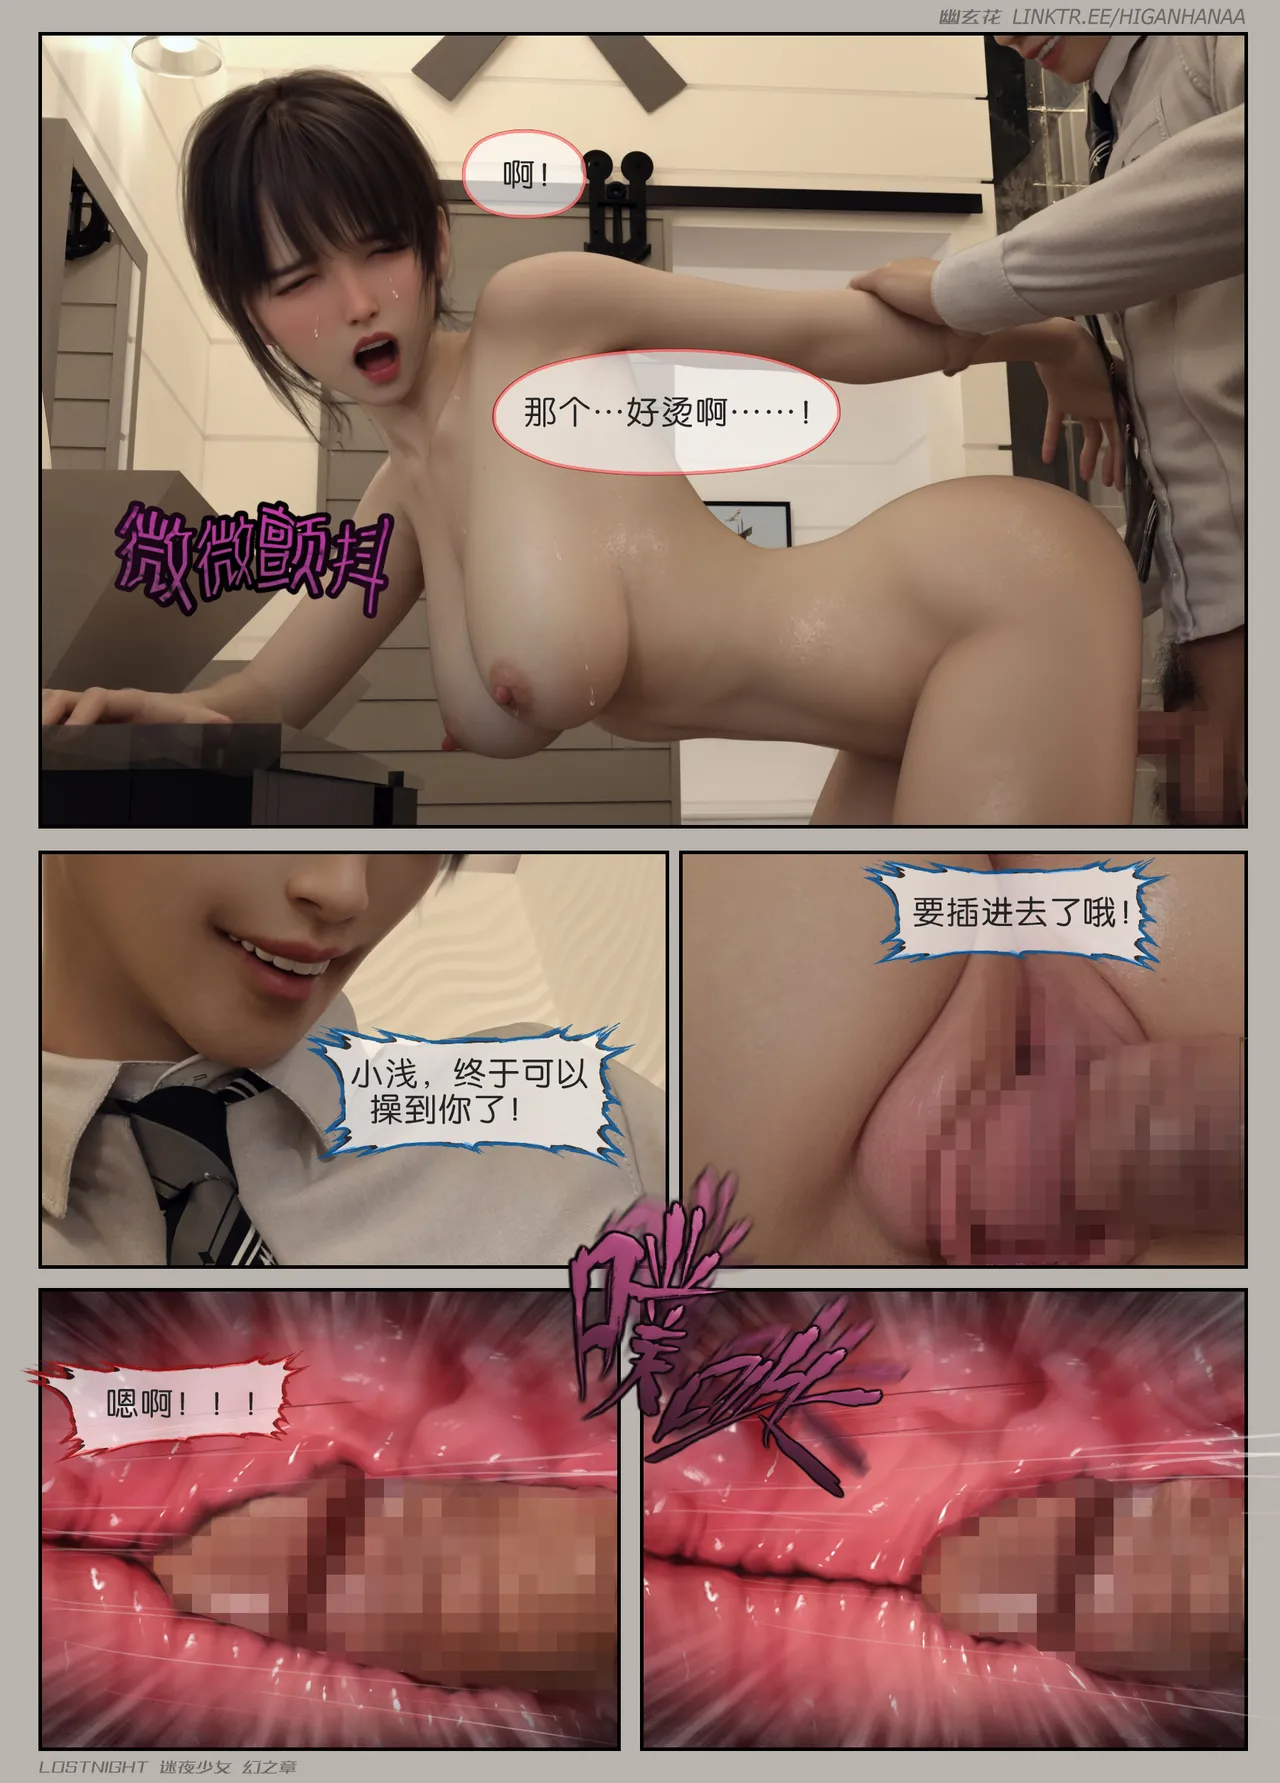 幽玄花 LINKTR.EE/HIGANHANAA
啊！
那个…好烫啊……！
微微颤抖
小浅，终于可以
操到你了！
要插进去了哦！
噗呲
嗯啊！！！
LOSTNIGHT 迷夜少女 幻之章